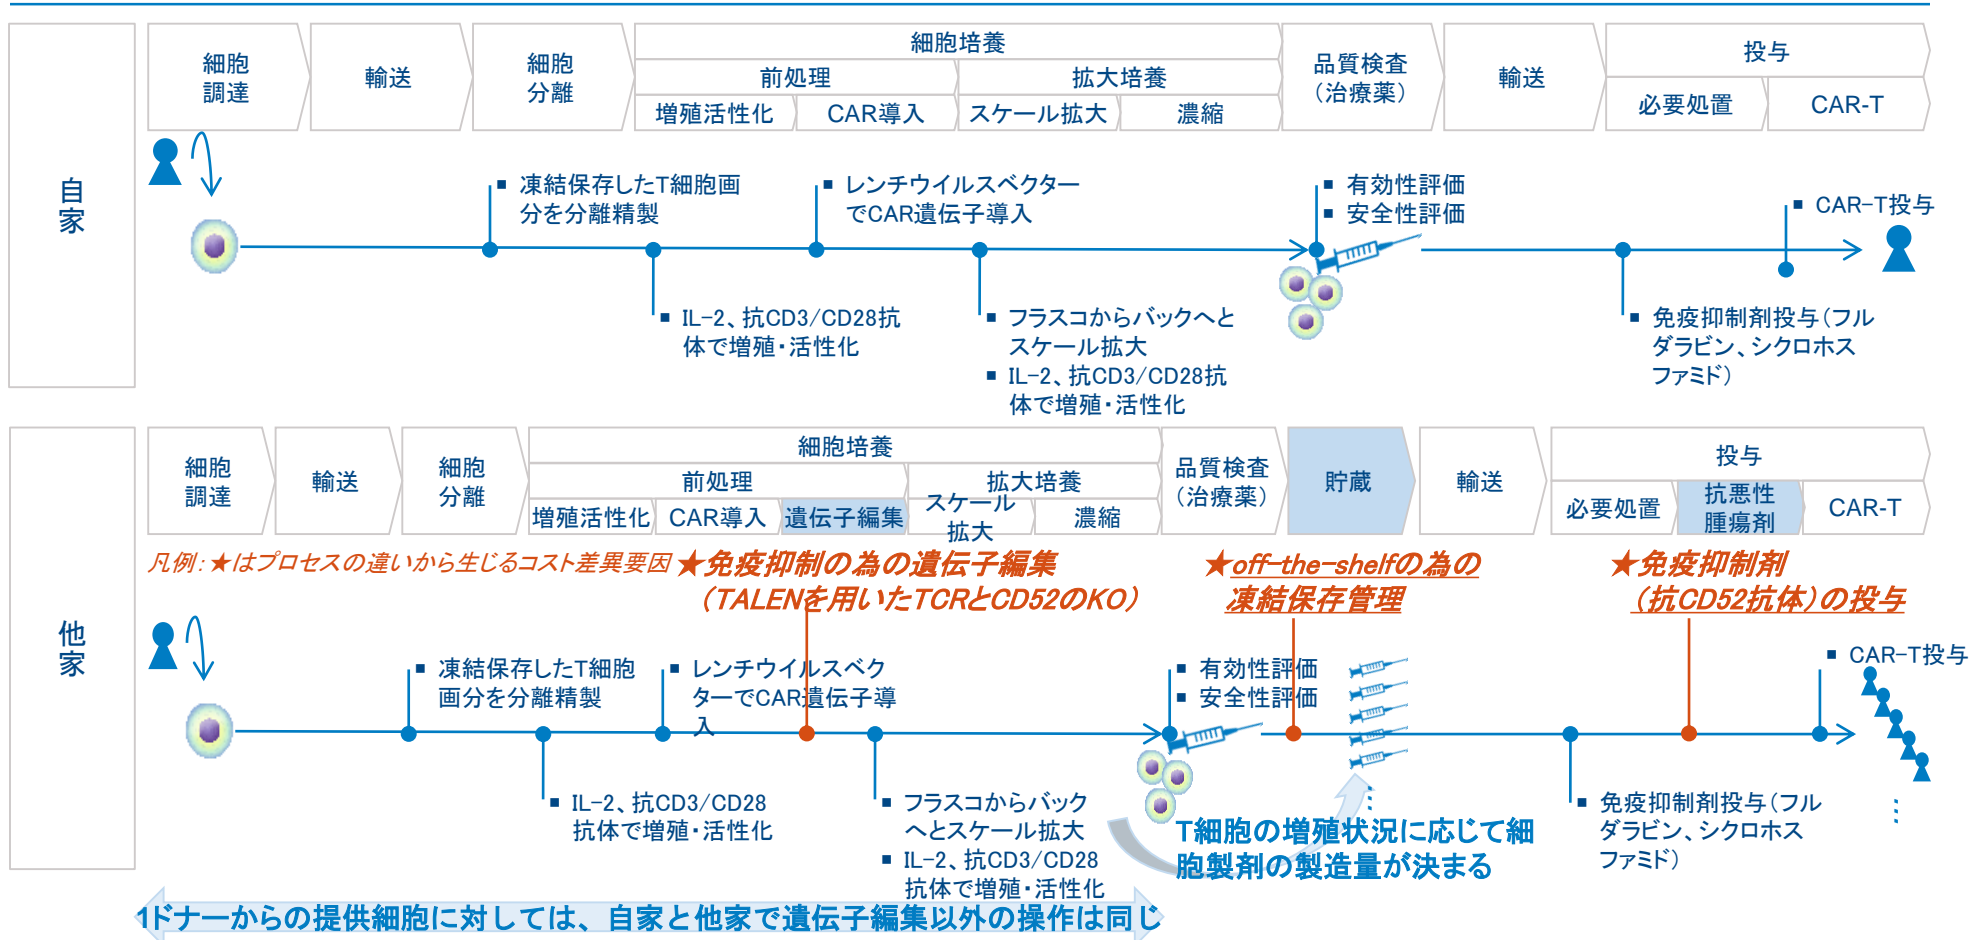 細胞
調達
輸送
細胞
分離
細胞培養
前処理
拡大培養
増殖活性化
CAR導入
スケール拡大
濃縮
品質検査
（治療薬）
輸送
投与
必要処置
CAR-T
自
家
■ 凍結保存したT細胞画
分を分離精製
■ レンチウイルスベクター
でCAR遺伝子導入
■ 有効性評価
■ 安全性評価
■ CAR-T投与
■ IL-2、抗CD3/CD28抗
体で増殖・活性化
■ フラスコからバックへと
スケール拡大
■ IL-2、抗CD3/CD28抗
体で増殖・活性化
■ 免疫抑制剤投与（フル
ダラビン、シクロホス
ファミド）
細胞
調達
輸送
細胞
分離
細胞培養
前処理
拡大培養
増殖活性化
CAR導入
遺伝子編集
スケール
拡大
濃縮
品質検査
（治療薬）
貯蔵
輸送
投与
必要処置
抗悪性
腫瘍剤
CAR-T
他
家
凡例：★はプロセスの違いから生じるコスト差異要因
★免疫抑制の為の遺伝子編集
（TALENを用いたTCRとCD52のKO）
★off-the-shelfの為の
凍結保存管理
★免疫抑制剤
（抗CD52抗体）の投与
■ 凍結保存したT細胞
画分を分離精製
■ レンチウイルスベク
ターでCAR遺伝子導
入
■ 有効性評価
■ 安全性評価
■ CAR-T投与
■ IL-2、抗CD3/CD28
抗体で増殖・活性化
■ フラスコからバック
へとスケール拡大
■ IL-2、抗CD3/CD28
抗体で増殖・活性化
T細胞の増殖状況に応じて細
胞製剤の製造量が決まる
■ 免疫抑制剤投与（フル
ダラビン、シクロホス
ファミド）
1ドナーからの提供細胞に対しては、自家と他家で遺伝子編集以外の操作は同じ